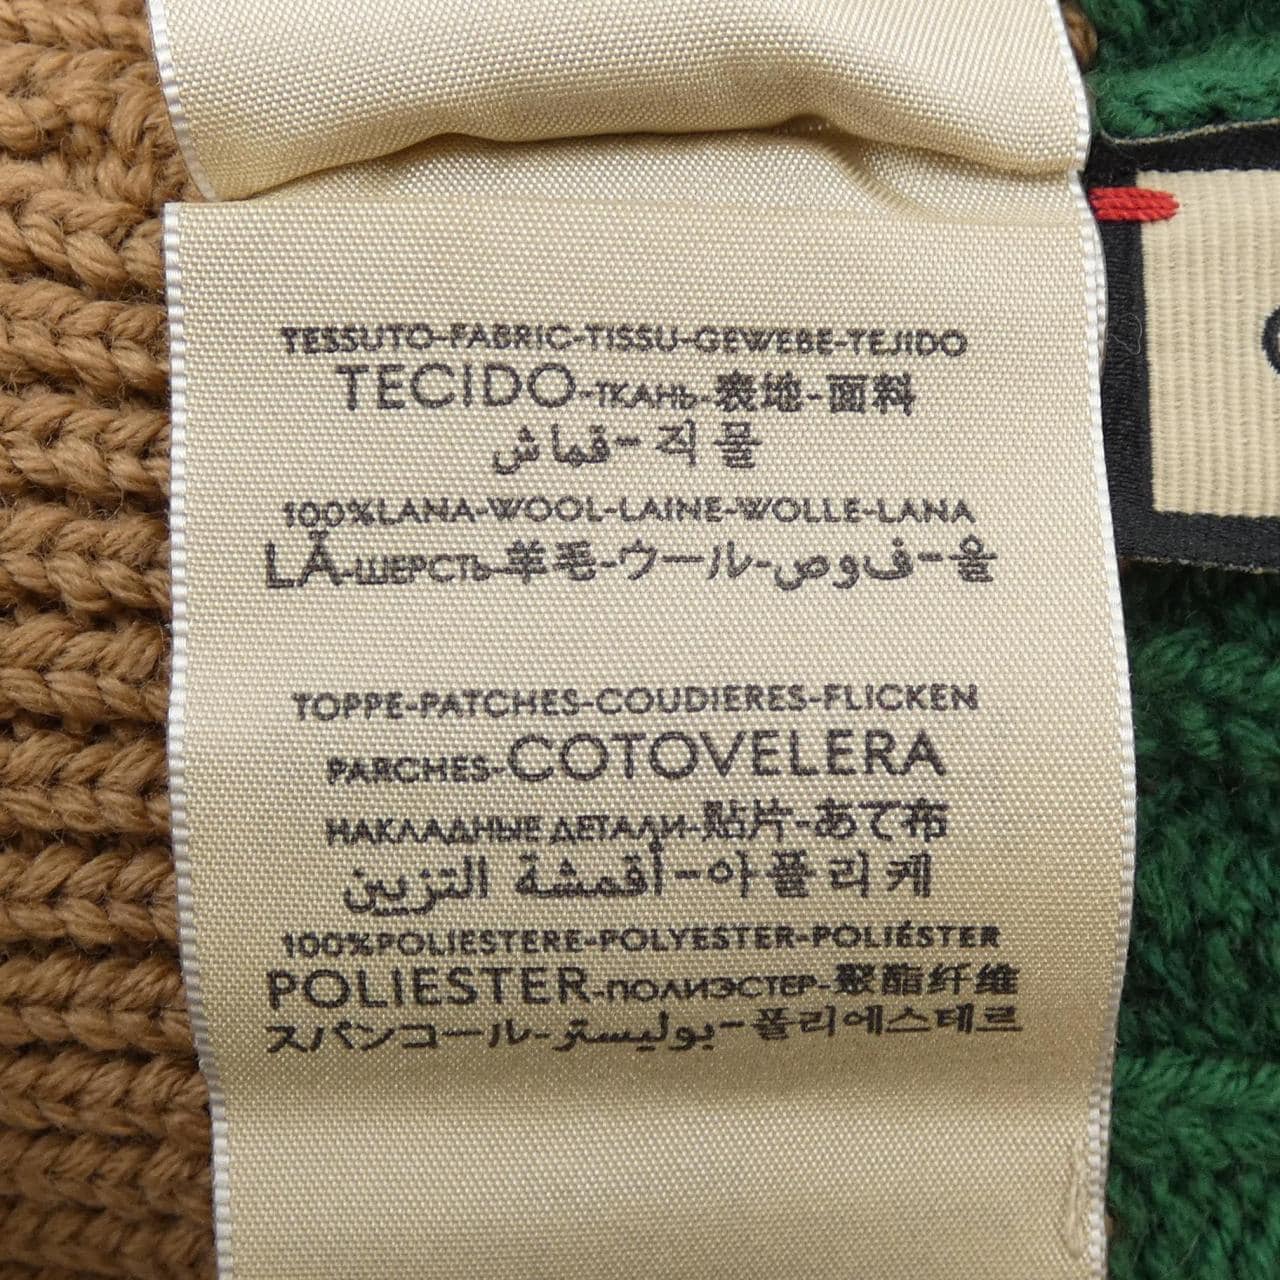 TESSUTO-FABRIC-TISSU-GEWEBE-TEJIDO
TECIDO-ТКАНЬ-表地-面料
قماش-직물
100%LANA-WOOL-LAINE-WOLLE-LANA
LÃ-ШЕРСТЬ-羊毛-ウール-صوف-울
TOPPE-PATCHES-COUDIERES-FLICKEN
PARCHES-COTOVELERA
НАКЛАДНЫЕ ДЕТАЛИ-貼片-あて布
أقمشة التزيين-아플리케
100%POLIESTERE-POLYESTER-POLIÉSTER
POLIESTER-ПОЛИЭСТЕР-聚酯纤维
スパンコール-بوليستر-폴리에스테르